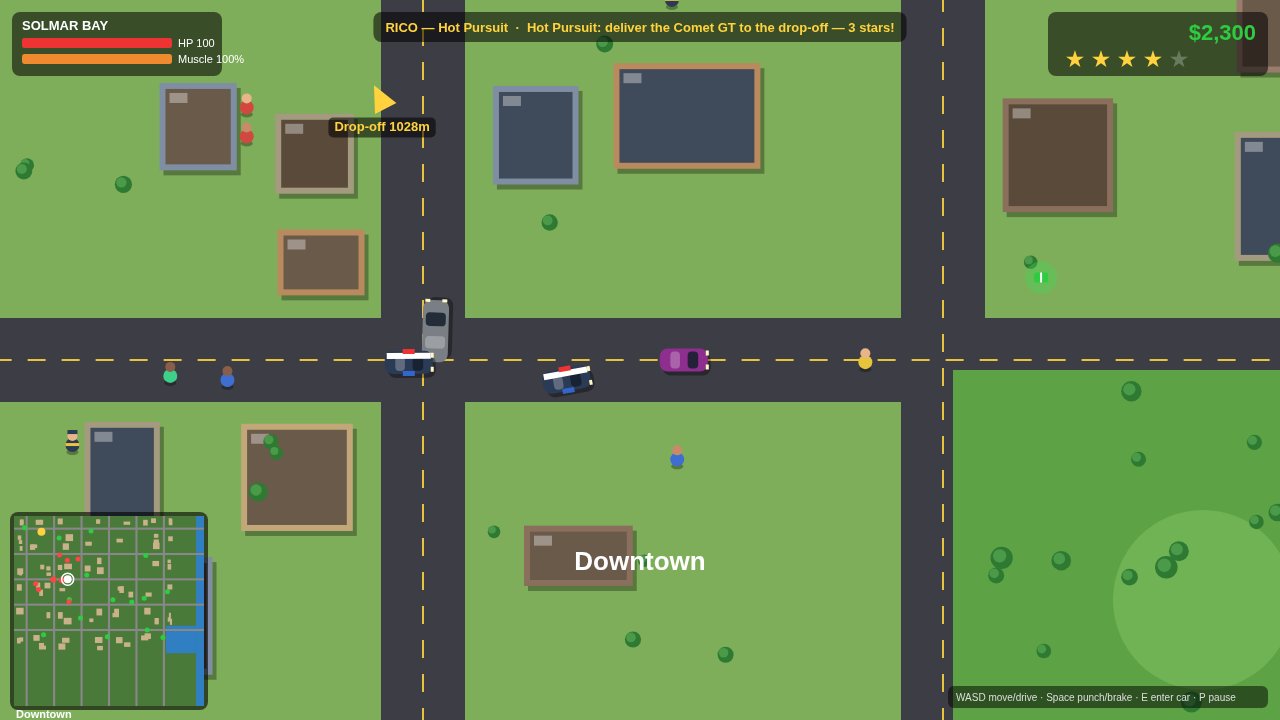 SOLMAR BAY
HP 100
Muscle 100%
RICO — Hot Pursuit · Hot Pursuit: deliver the Comet GT to the drop-off — 3 stars!
$2,300
Drop-off 1028m
Downtown
WASD move/drive · Space punch/brake · E enter car · P pause
Downtown